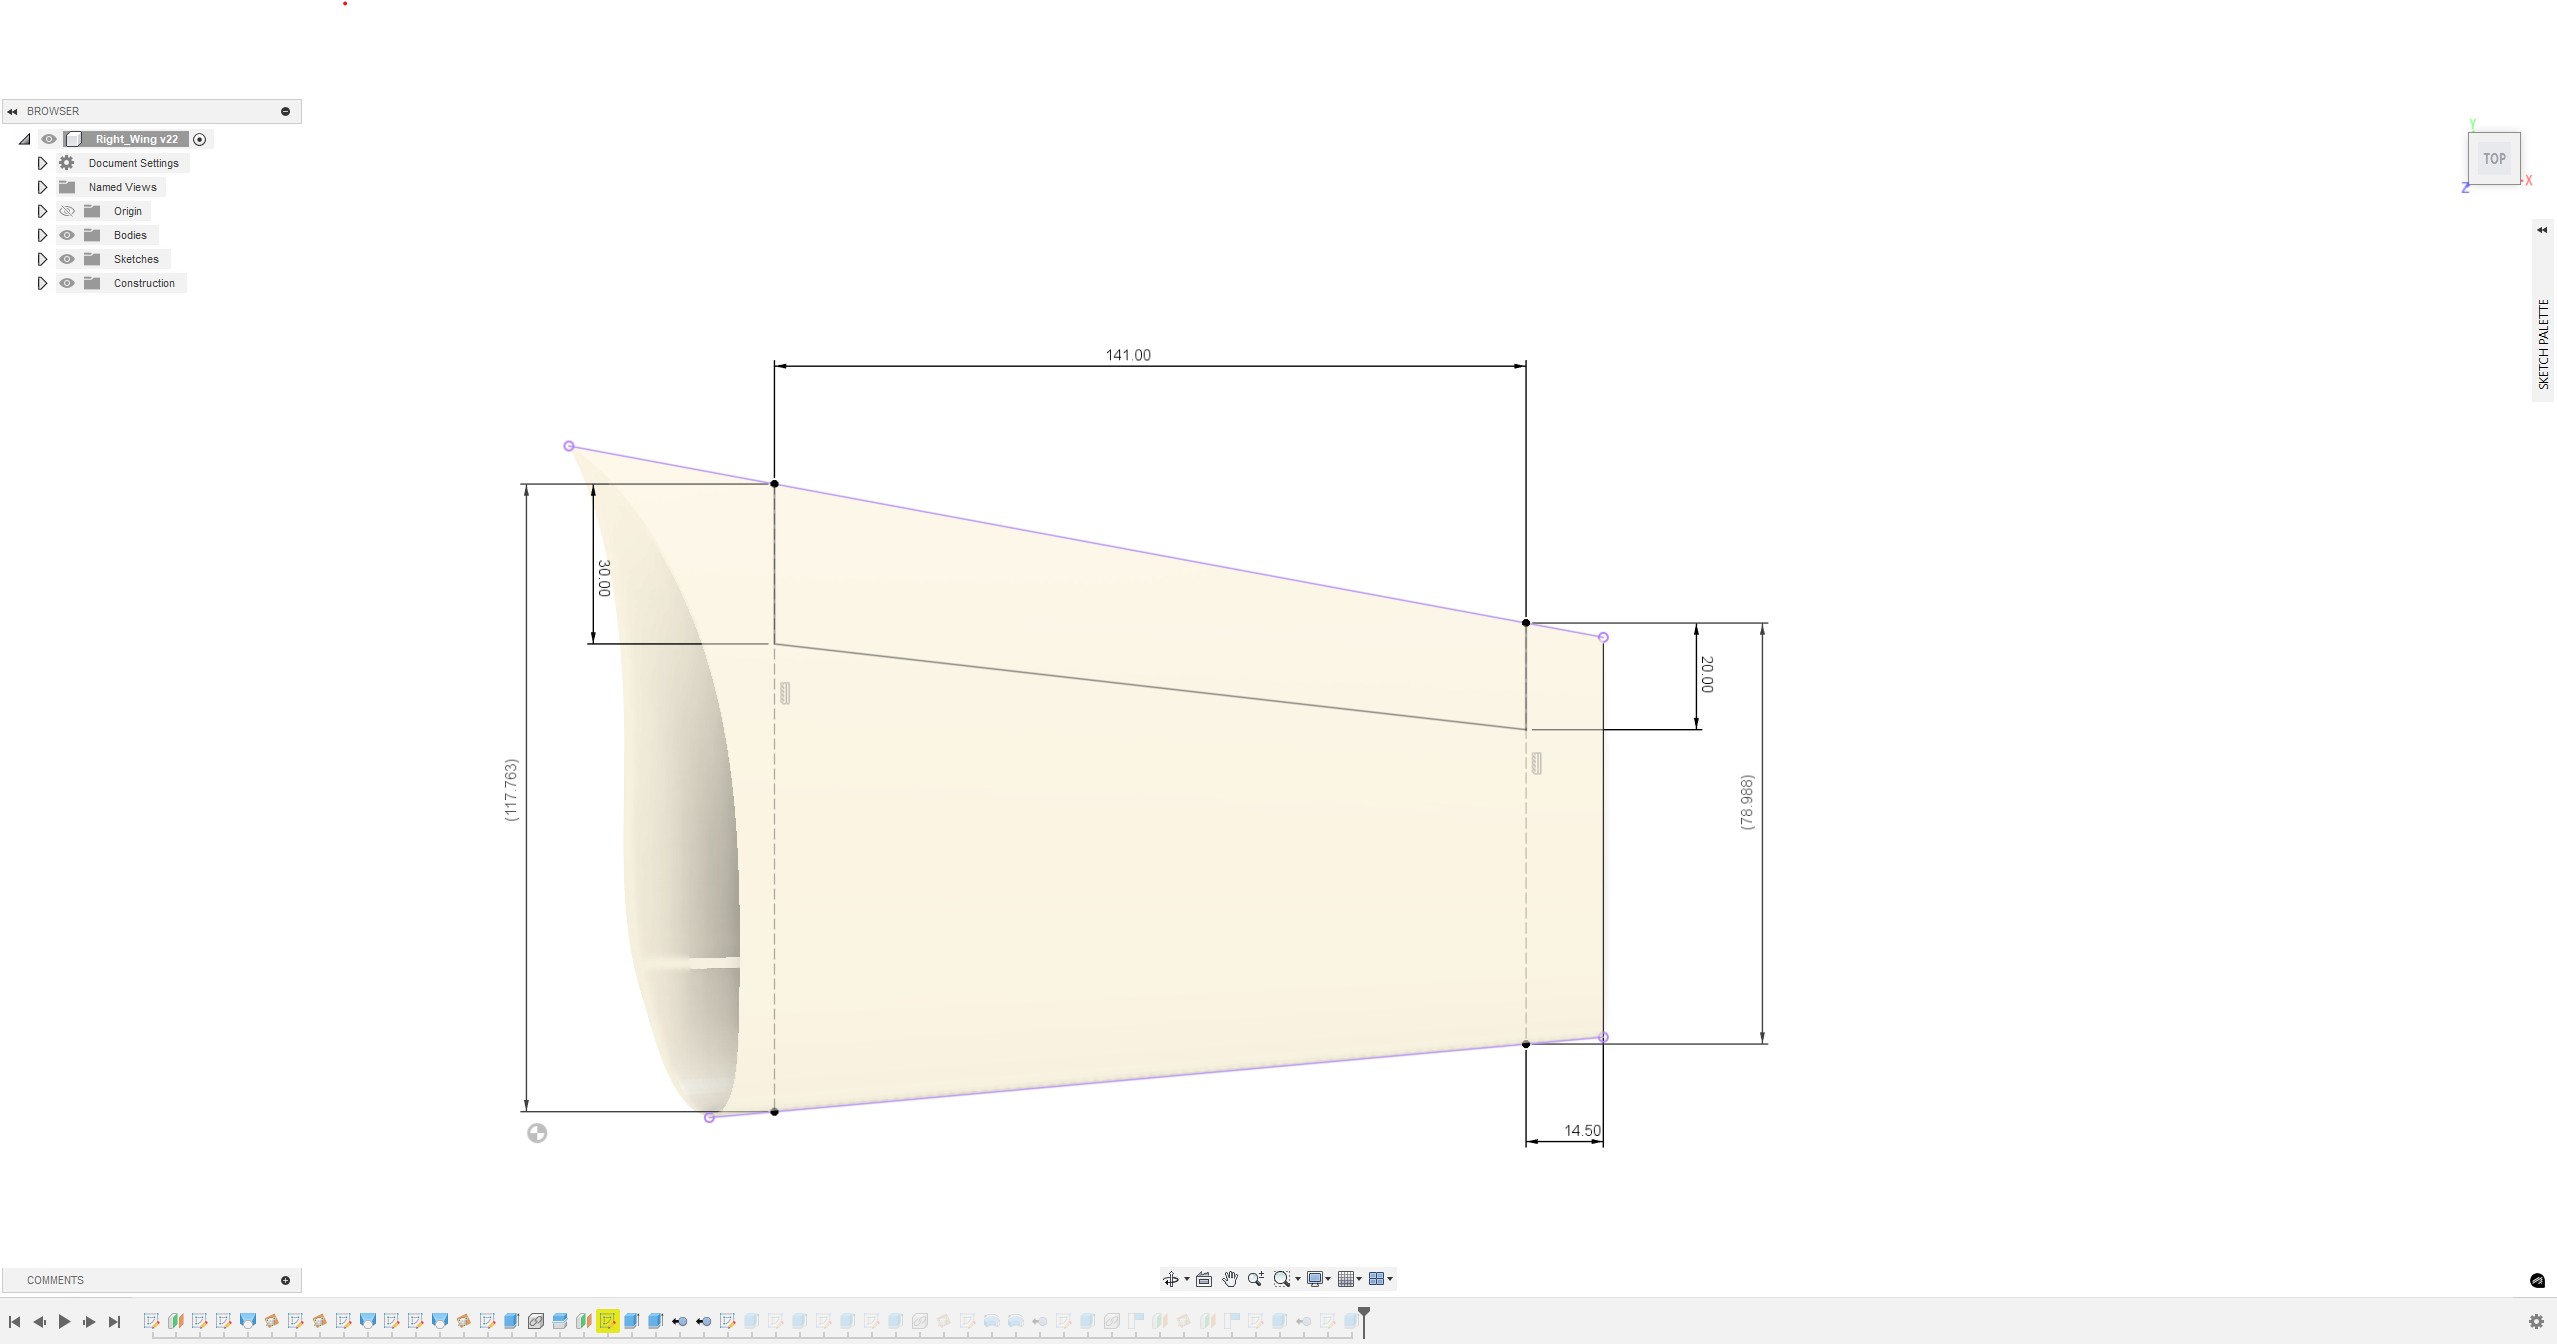 BROWSER
Right_Wing v22
Document Settings
Named Views
Origin
Bodies
Sketches
Construction
Y
TOP
Z
X
SKETCH PALETTE
141.00
30.00
20.00
(117.763)
(78.988)
14.50
COMMENTS